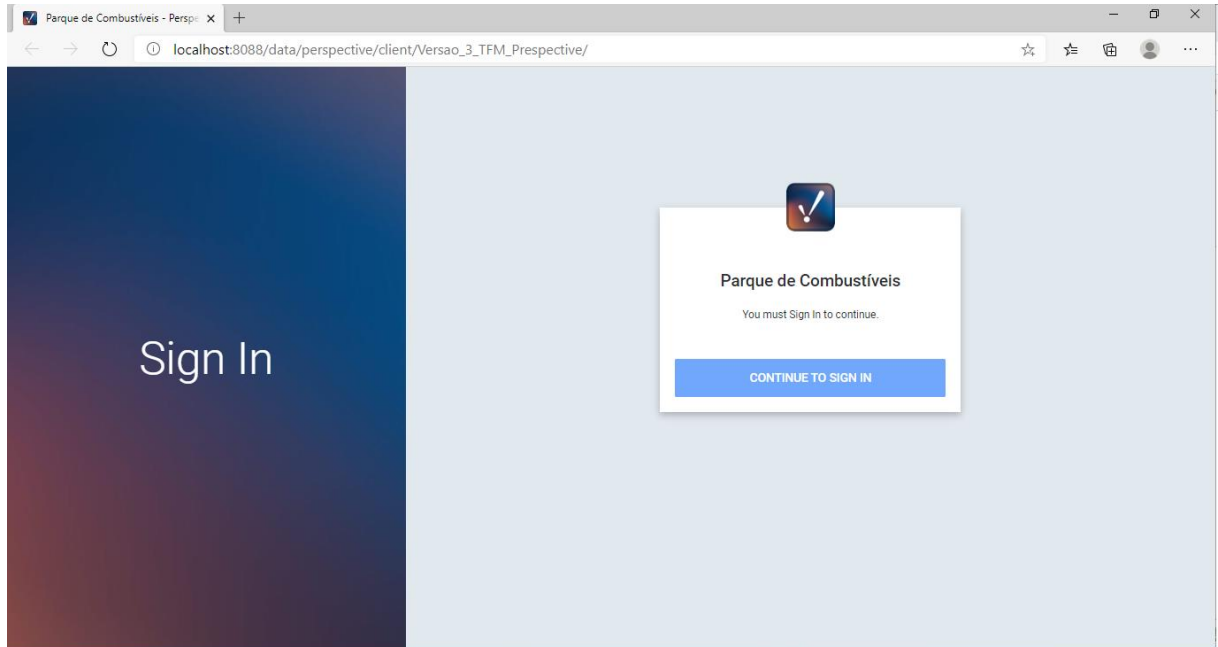 Parque de Combustíveis - Perspe
localhost:8088/data/perspective/client/Versao_3_TFM_Prespective/
Sign In
Parque de Combustíveis
You must Sign In to continue.
CONTINUE TO SIGN IN